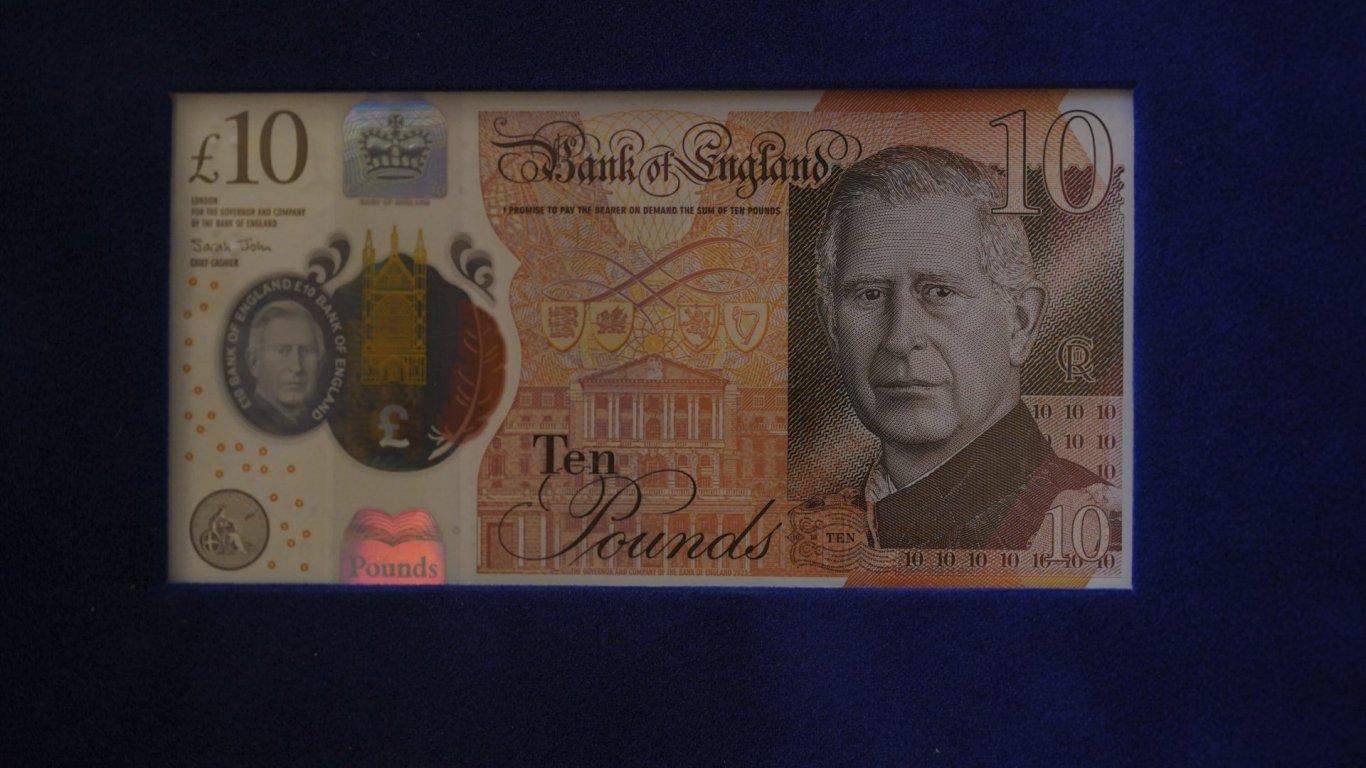 £10
LONDON
FOR THE GOVERNOR AND COMPANY
OF THE BANK OF ENGLAND
Sarah John
CHIEF CASHIER
BANK OF ENGLAND
£10 BANK OF ENGLAND £10 BANK OF ENGLAND
£
Pounds
Bank of England
I PROMISE TO PAY THE BEARER ON DEMAND THE SUM OF TEN POUNDS
Ten
Pounds
10
CR
10 10 10
10 10
10
10
TEN
10 10 10 10 10 10 10